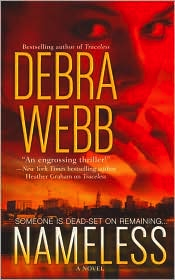 Bestselling author of Traceless
DEBRA
WEBB
"An engrossing thriller!"
—New York Times bestselling
author Heather Graham on
Traceless
SOMEONE IS DEAD-SET ON REMAINING...
NAMELESS
A NOVEL